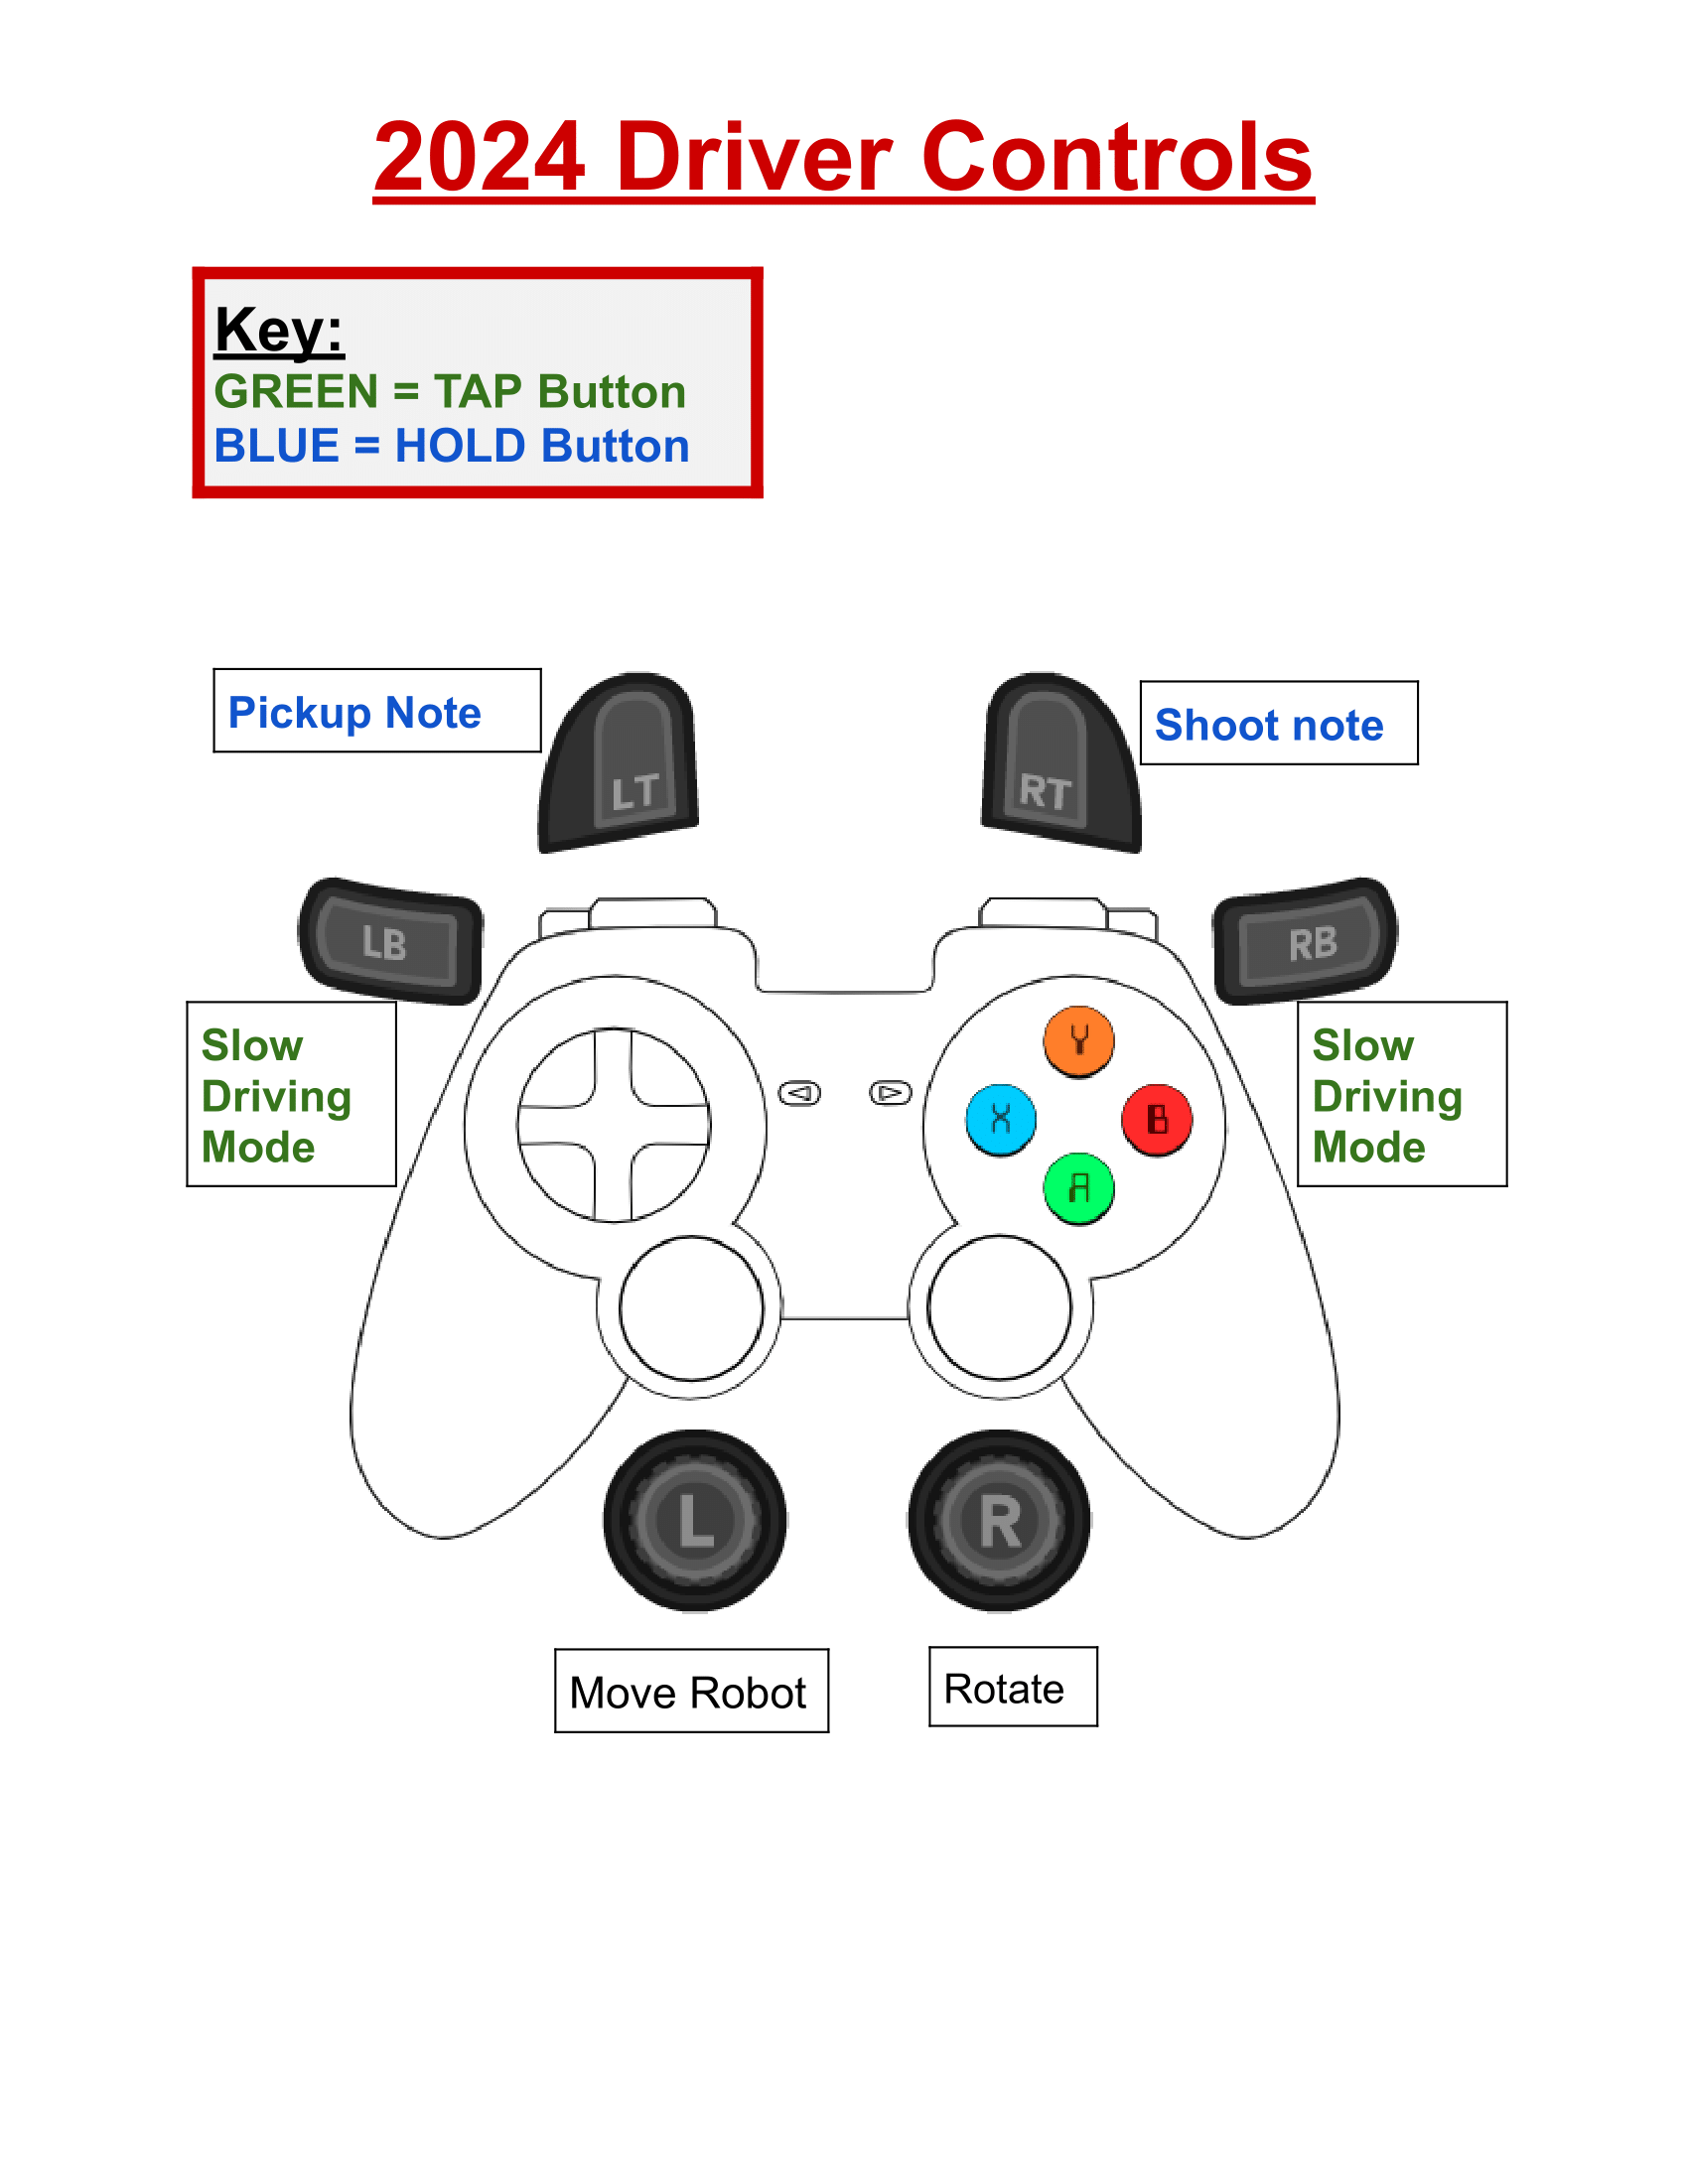 2024 Driver Controls
Key:
GREEN = TAP Button
BLUE = HOLD Button
Pickup Note
Shoot note
LT
RT
LB
RB
Slow
Driving
Mode
Slow
Driving
Mode
Y
X
B
A
L
R
Move Robot
Rotate